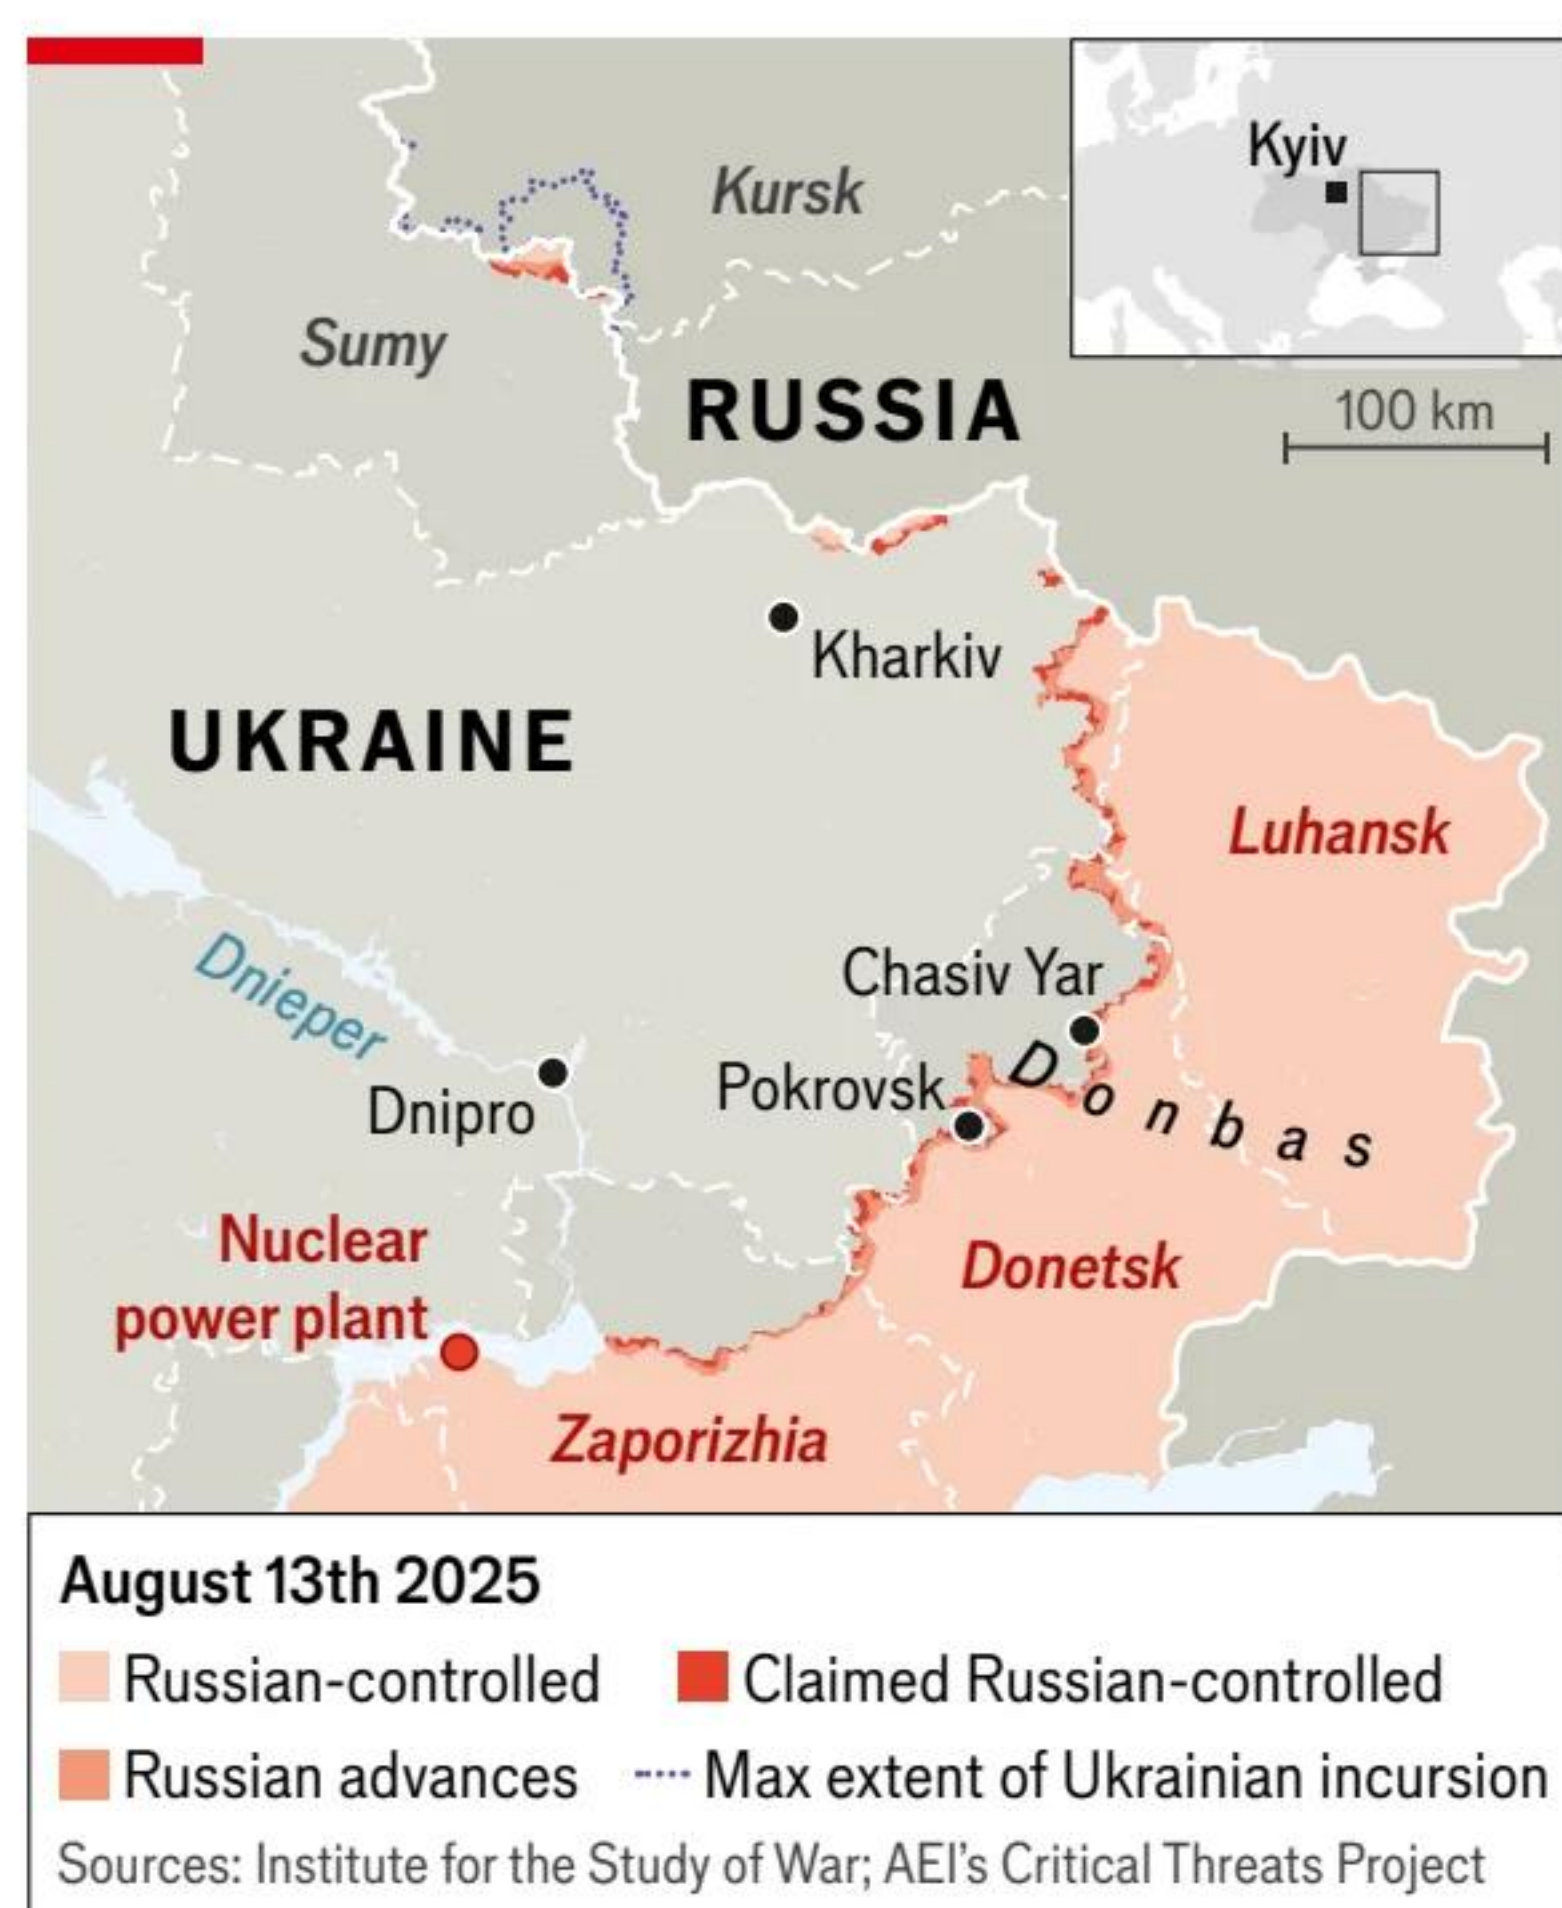 Kyiv
Kursk
Sumy
RUSSIA
100 km
Kharkiv
UKRAINE
Luhansk
Dnieper
Chasiv Yar
Donbas
Pokrovsk
Dnipro
Nuclear
power plant
Donetsk
Zaporizhia
August 13th 2025
Russian-controlled
Claimed Russian-controlled
Russian advances
Max extent of Ukrainian incursion
Sources: Institute for the Study of War; AEI's Critical Threats Project